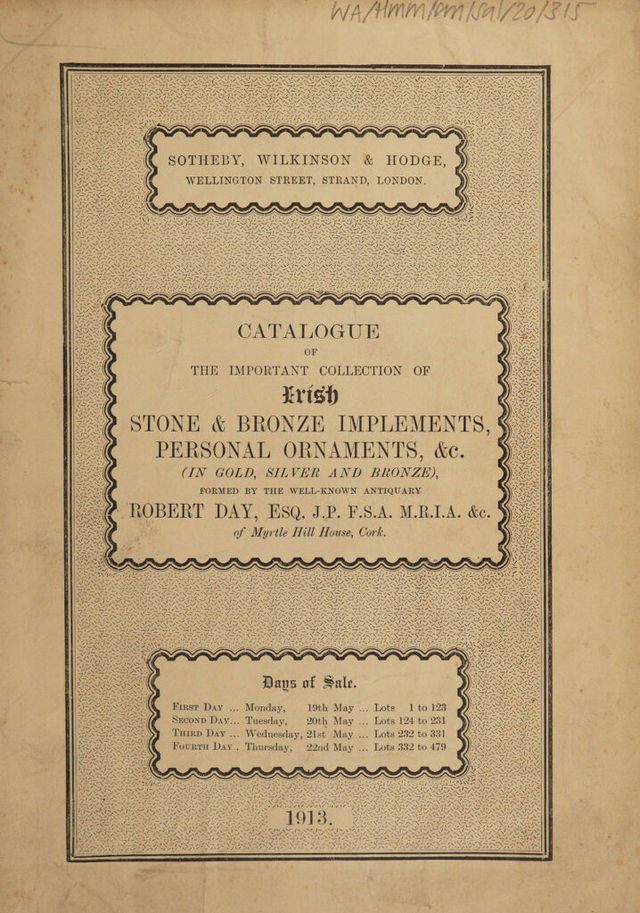 WA/Hmm/am/sal/20/315
SOTHEBY, WILKINSON & HODGE,
WELLINGTON STREET, STRAND, LONDON.
CATALOGUE
OF
THE IMPORTANT COLLECTION OF
Irish
STONE & BRONZE IMPLEMENTS,
PERSONAL ORNAMENTS, &c.
(IN GOLD, SILVER AND BRONZE),
FORMED BY THE WELL-KNOWN ANTIQUARY
ROBERT DAY, ESQ. J.P. F.S.A. M.R.I.A. &c.
of Myrtle Hill House, Cork.
Days of Sale.
FIRST DAY ... Monday, 19th May ... Lots 1 to 123
SECOND DAY... Tuesday, 20th May ... Lots 124 to 231
THIRD DAY ... Wednesday, 21st May ... Lots 232 to 331
FOURTH DAY . Thursday, 22nd May ... Lots 332 to 479
1913.